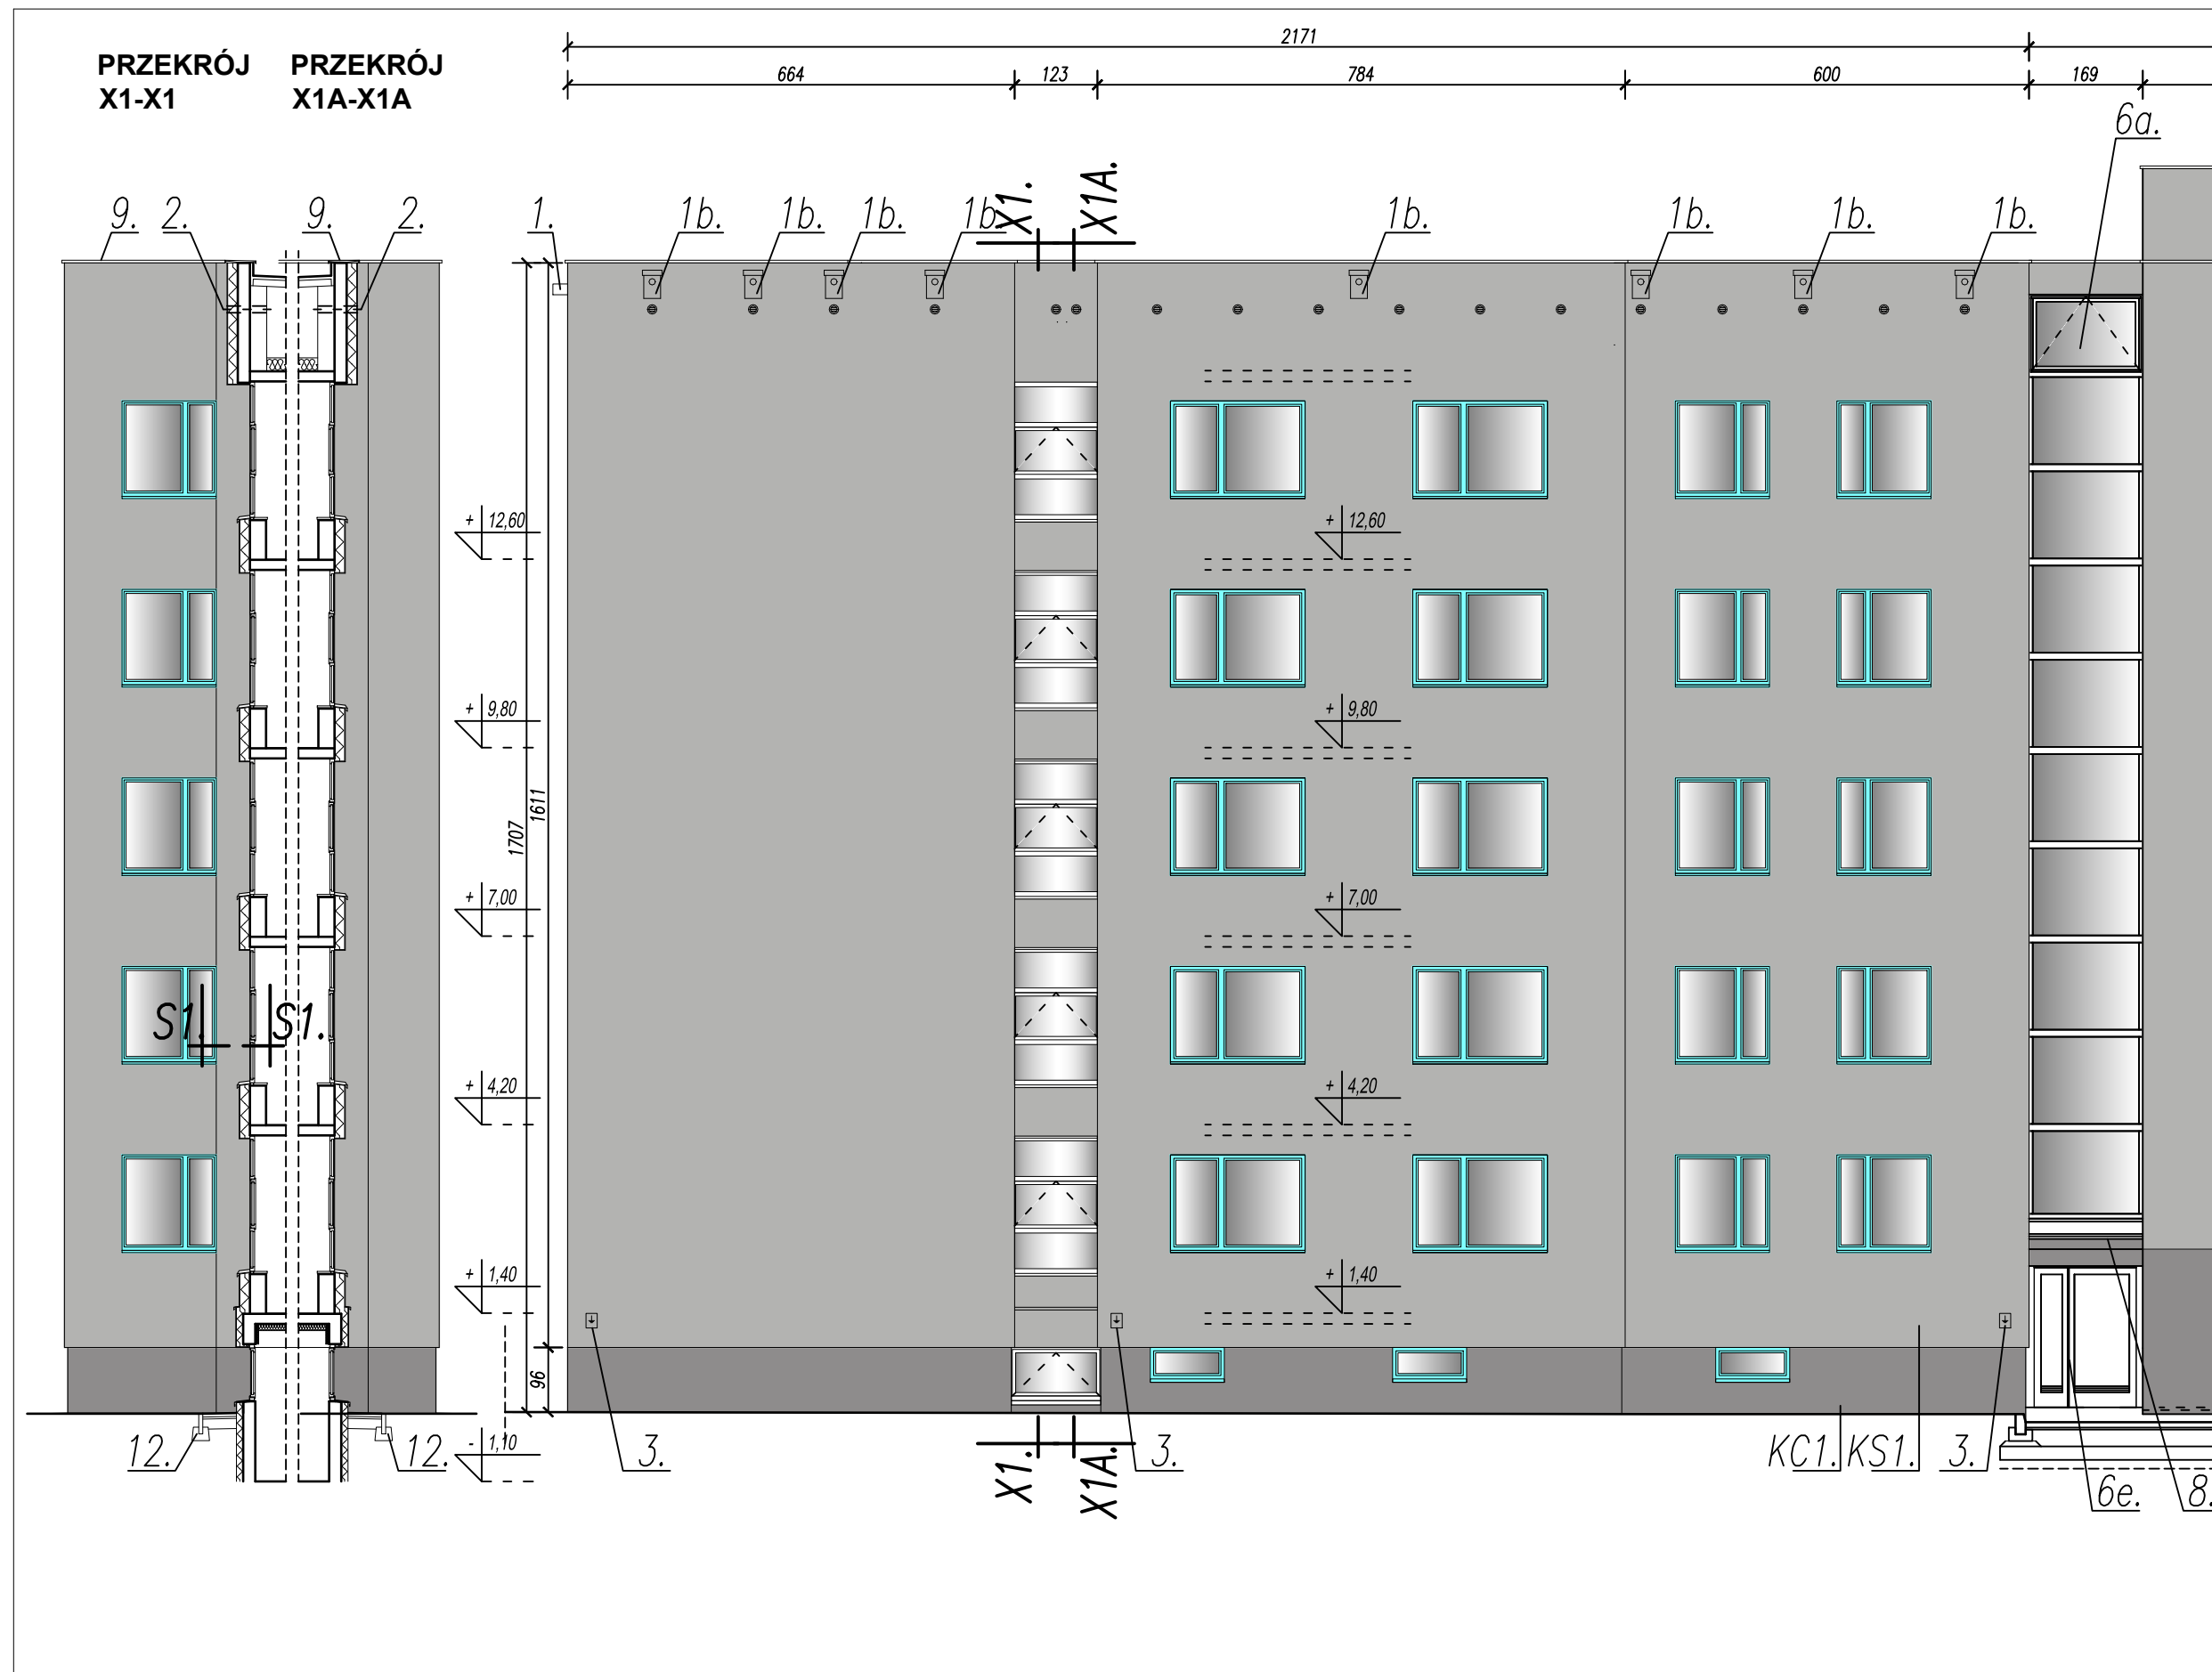 2171
664 123 784 600 169
PRZEKRÓJ
X1-X1
PRZEKRÓJ
X1A-X1A
6a.
X1. X1A.
9. 2. 9. 2. 1. 1b. 1b. 1b. 1b. 1b. 1b. 1b. 1b.
+ 12,60 + 12,60
+ 9,80 + 9,80
1707 1611
+ 7,00 + 7,00
S1. S1.
+ 4,20 + 4,20
+ 1,40 + 1,40
96
12. 12. - 1,10 3. X1. X1A. 3. KC1. KS1. 3.
6e. 8.